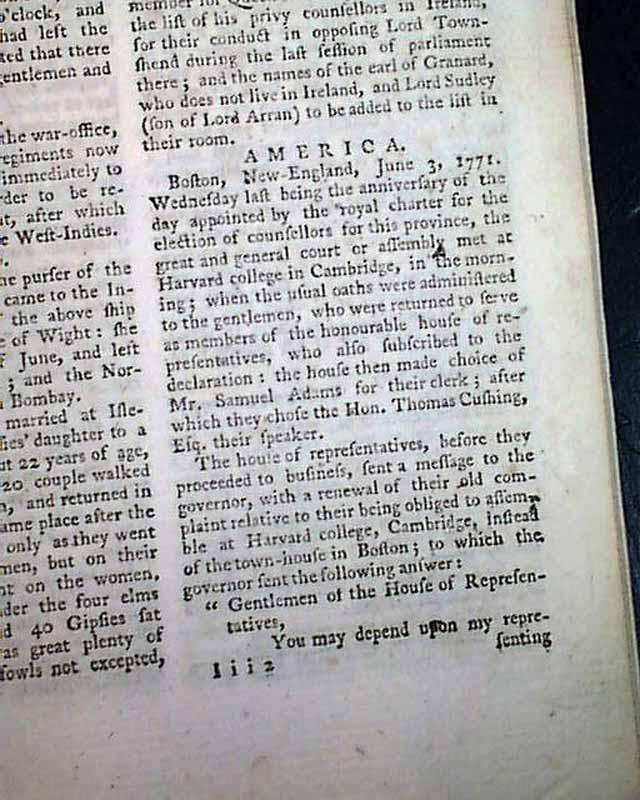 o'clock, and
had left the
ted that there
gentlemen and
the war-office,
regiments now
immediately to
rder to be re-
ut, after which
e West-Indies.
he purser of the
came to the In-
the above ship
e of Wight: she
f June, and left
; and the Nor-
Bombay.
married at Iſle-
ſies' daughter to a
ut 22 years of age,
20 couple walked
n, and returned in
ame place after the
only as they went
men, but on their
nt on the women,
der the four elms
d 40 Gipſies ſat
as great plenty of
fowls not excepted,
member for
the liſt of his privy counſellors in Ireland,
for their conduct in oppoſing Lord Town-
ſhend during the laſt ſeſſion of parliament
there; and the names of the earl of Granard,
who does not live in Ireland, and Lord Sudley
(ſon of Lord Arran) to be added to the liſt in
their room.
AMERICA.
Boſton, New-England, June 3, 1771.
Wedneſday laſt being the anniverſary of the
day appointed by the royal charter for the
election of counſellors for this province, the
great and general court or aſſembly met at
Harvard college in Cambridge, in the morn-
ing; when the uſual oaths were adminiſtered
to the gentlemen, who were returned to ſerve
as members of the honourable houſe of re-
preſentatives, who alſo ſubſcribed to the
declaration: the houſe then made choice of
Mr. Samuel Adams for their clerk; after
which they choſe the Hon. Thomas Cuſhing,
Eſq. their ſpeaker.
The houſe of repreſentatives, before they
proceeded to buſineſs, ſent a meſſage to the
governor, with a renewal of their old com-
plaint relative to their being obliged to aſſem-
ble at Harvard college, Cambridge, inſtead
of the town-houſe in Boſton; to which the
governor ſent the following anſwer:
"Gentlemen of the Houſe of Repreſen-
tatives,
You may depend upon my repre-
ſenting
Iiii2